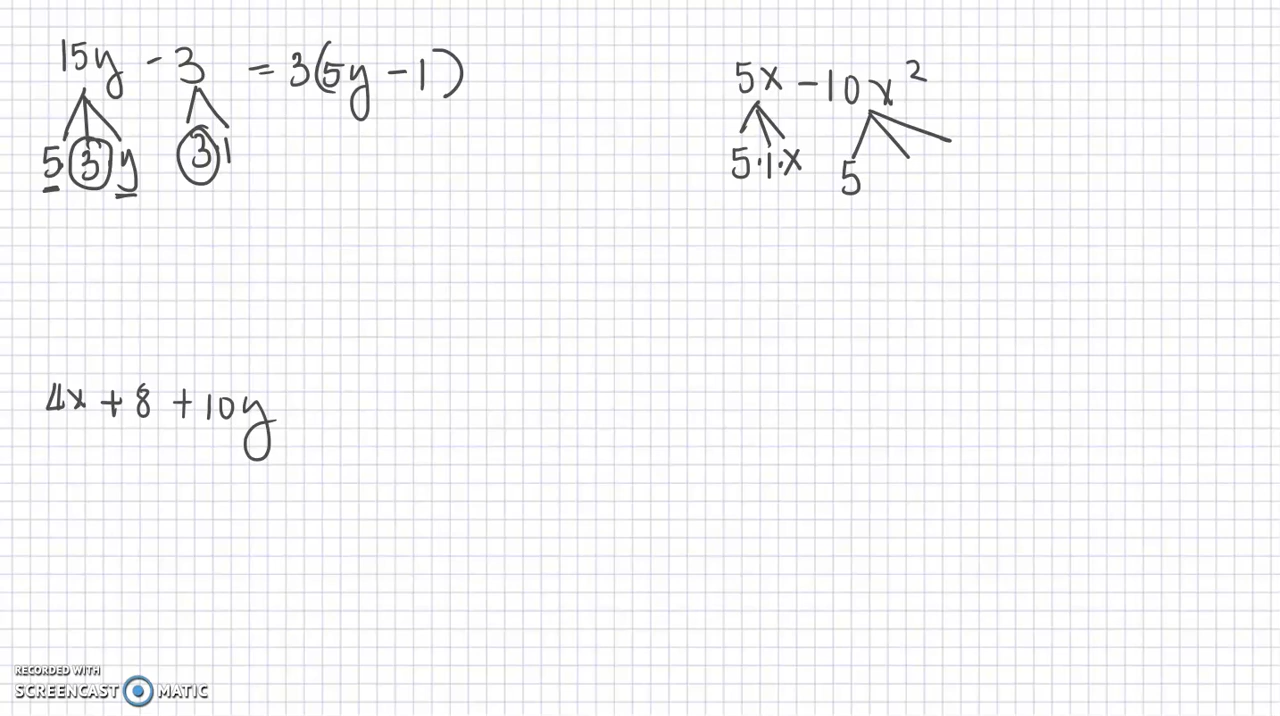 15y - 3 = 3(5y - 1)
5 · 3 · y 3 · 1
5x - 10x²
5 · 1 · x 5
4x + 8 + 10y
RECORDED WITH
SCREENCAST MATIC